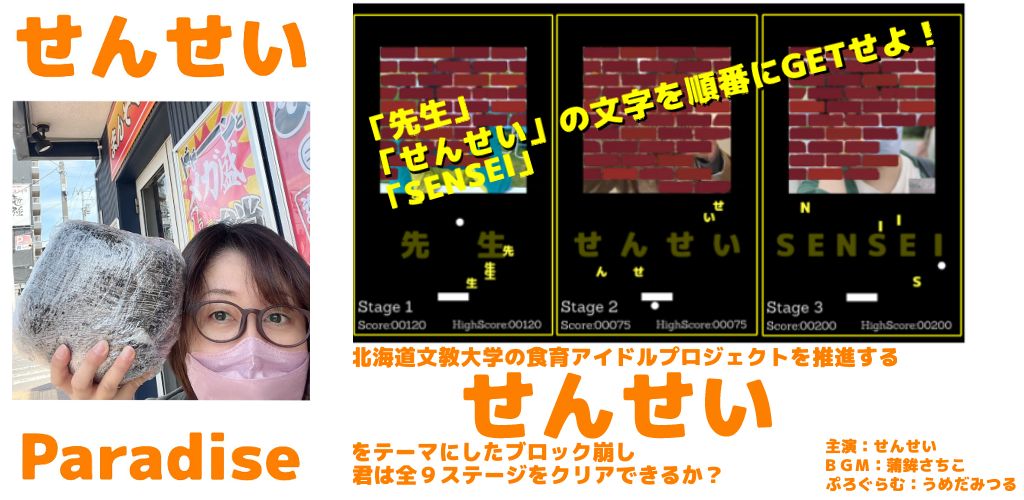 せんせい
Paradise
「先生」
「せんせい」の文字を順番にGETせよ！
「SENSEI」
先 生
先
生
生
生
Stage 1
Score:00120 HighScore:00120
せ ん せ い
せ
い
ん せ
Stage 2
Score:00075 HighScore:00075
S E N S E I
N
I
I
S
Stage 3
Score:00200 HighScore:00200
北海道文教大学の食育アイドルプロジェクトを推進する
せんせい
をテーマにしたブロック崩し
君は全９ステージをクリアできるか？
主演：せんせい
ＢＧＭ：蒲鉾さちこ
ぷろぐらむ：うめだみつる